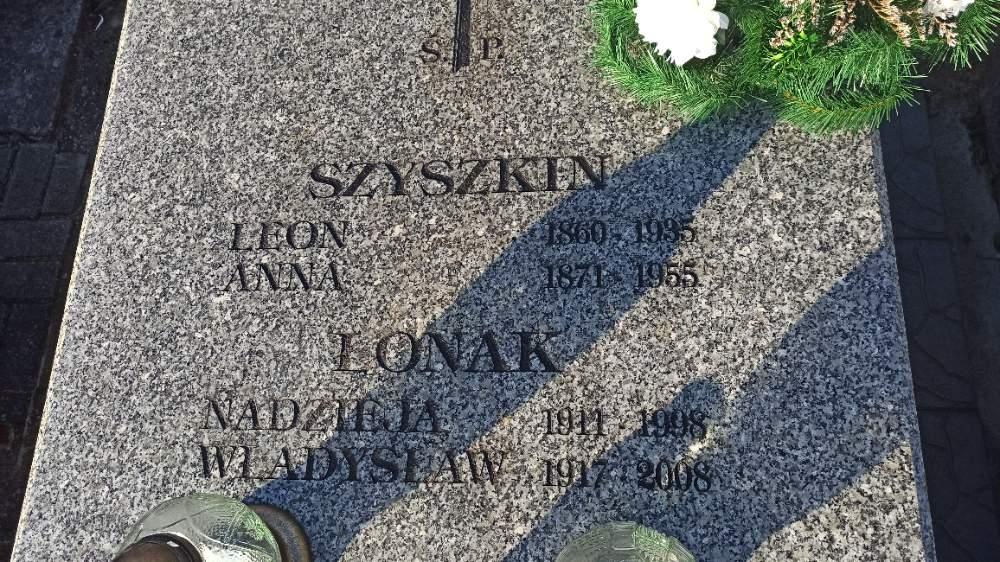 S. P.
SZYSZKIN
LEON 1860 - 1935
ANNA 1871 - 1955
ŁONAK
NADZIEJA 1911 - 1998
WŁADYSŁAW 1917 - 2008